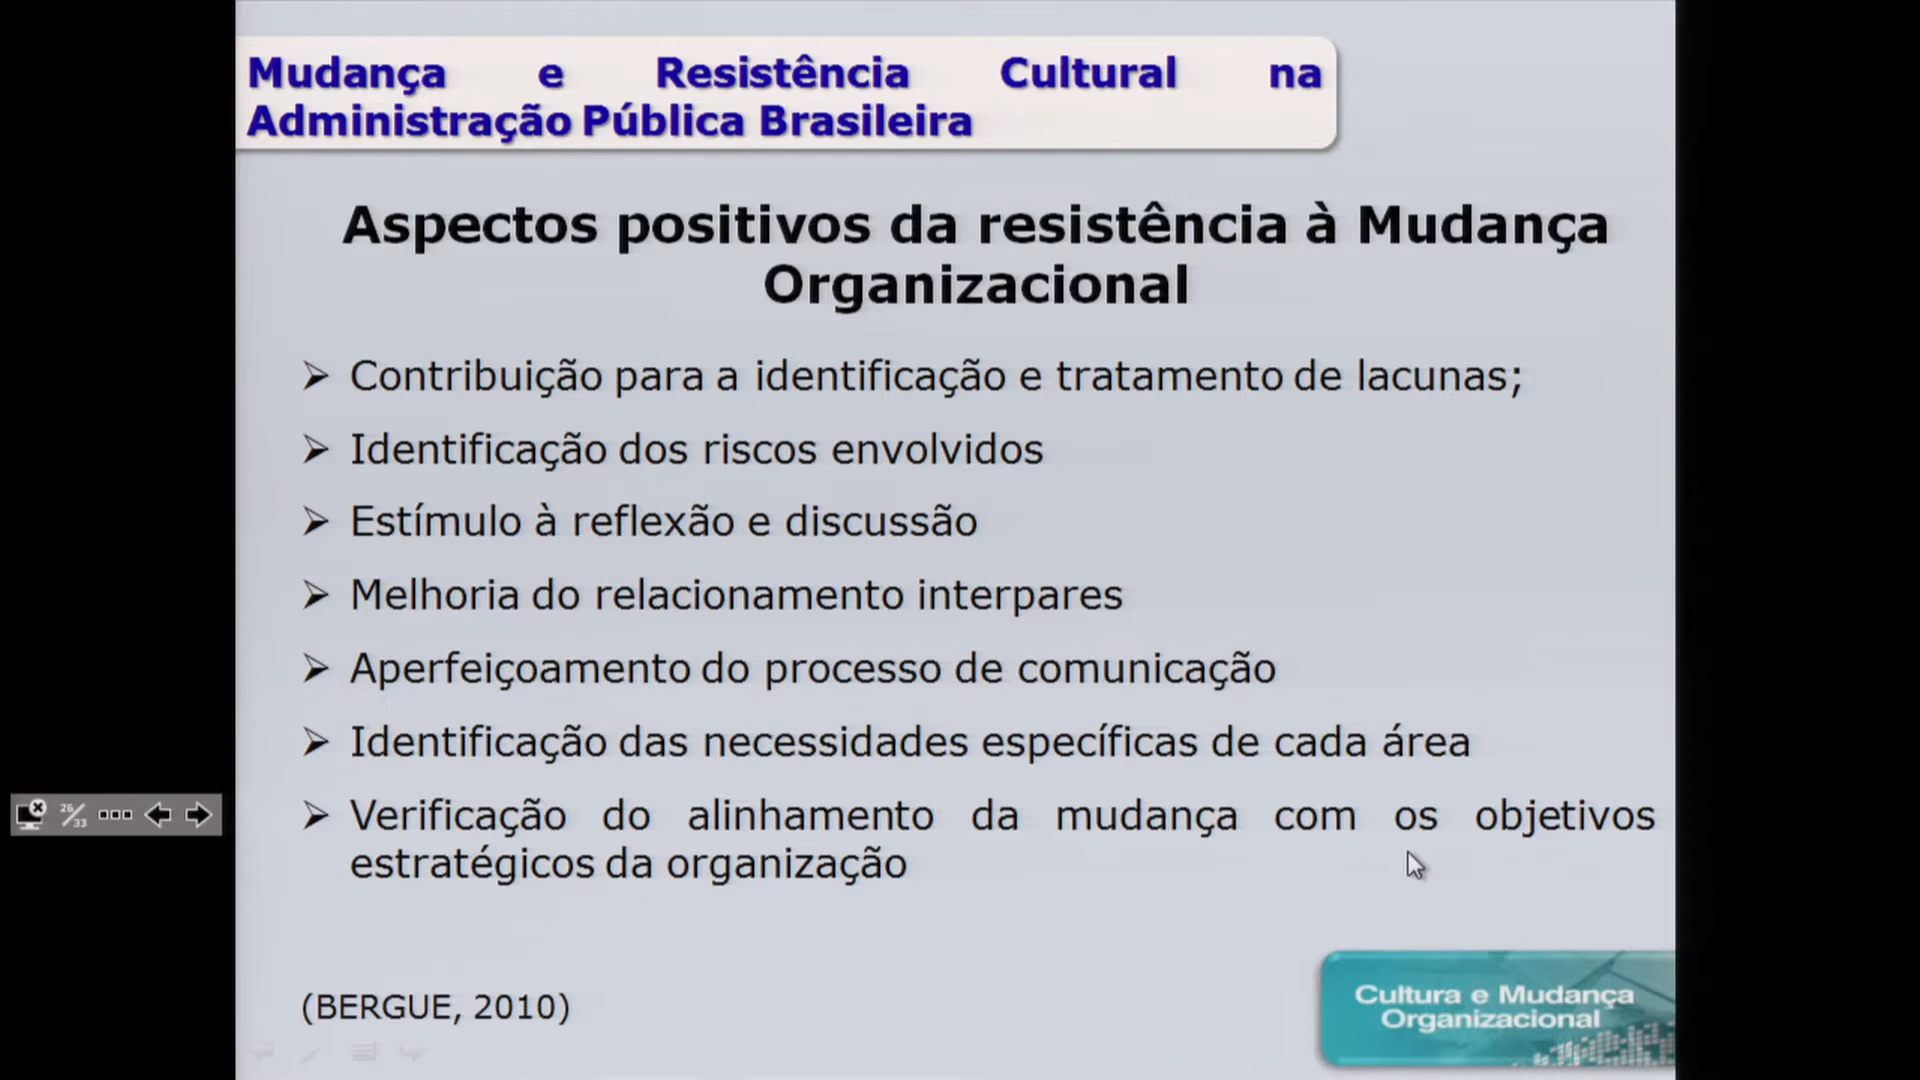 Mudança e Resistência Cultural na
Administração Pública Brasileira
Aspectos positivos da resistência à Mudança
Organizacional
Contribuição para a identificação e tratamento de lacunas;
Identificação dos riscos envolvidos
Estímulo à reflexão e discussão
Melhoria do relacionamento interpares
Aperfeiçoamento do processo de comunicação
Identificação das necessidades específicas de cada área
Verificação do alinhamento da mudança com os objetivos
estratégicos da organização
26/33
(BERGUE, 2010)
Cultura e Mudança
Organizacional